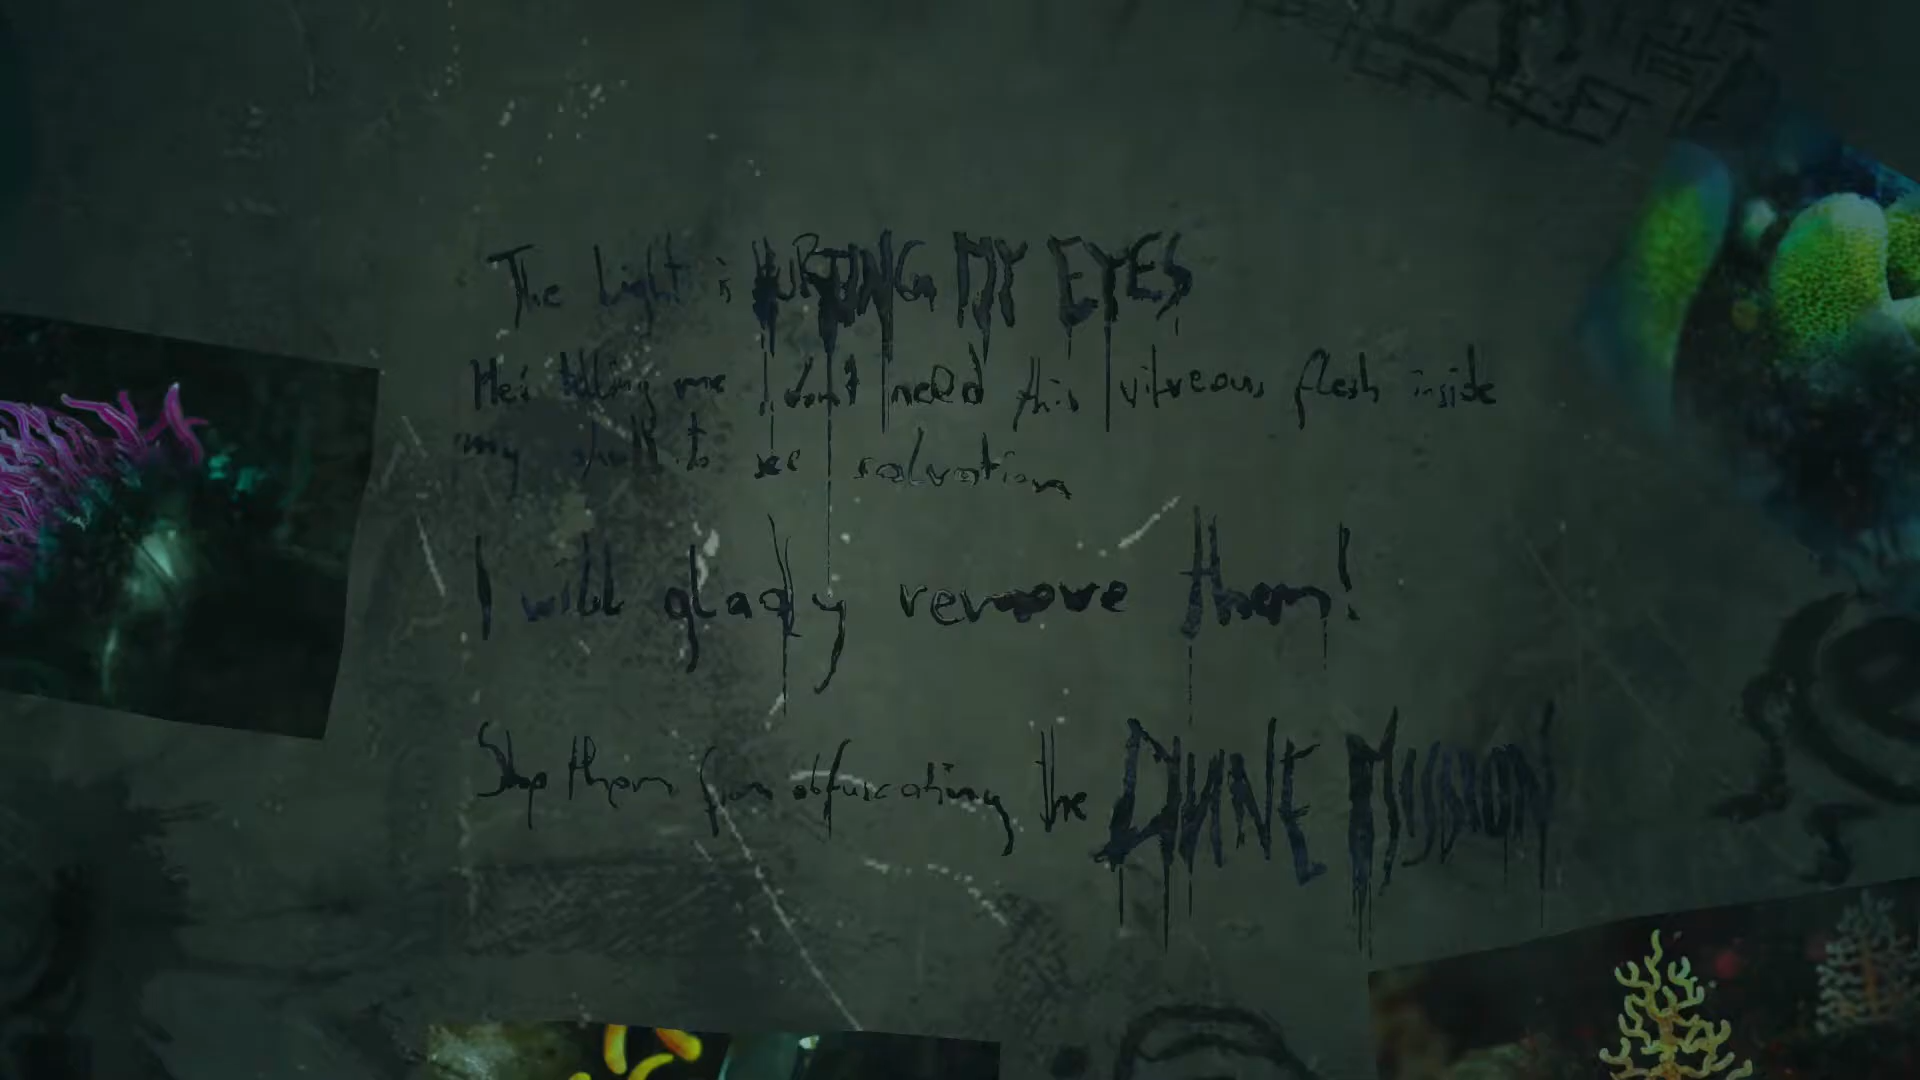 The light is HURTING MY EYES
He's telling me I don't need this vitreous flesh inside
my skull to see salvation
I will gladly remove them!
Stop them from obfuscating the DIVINE MISSION